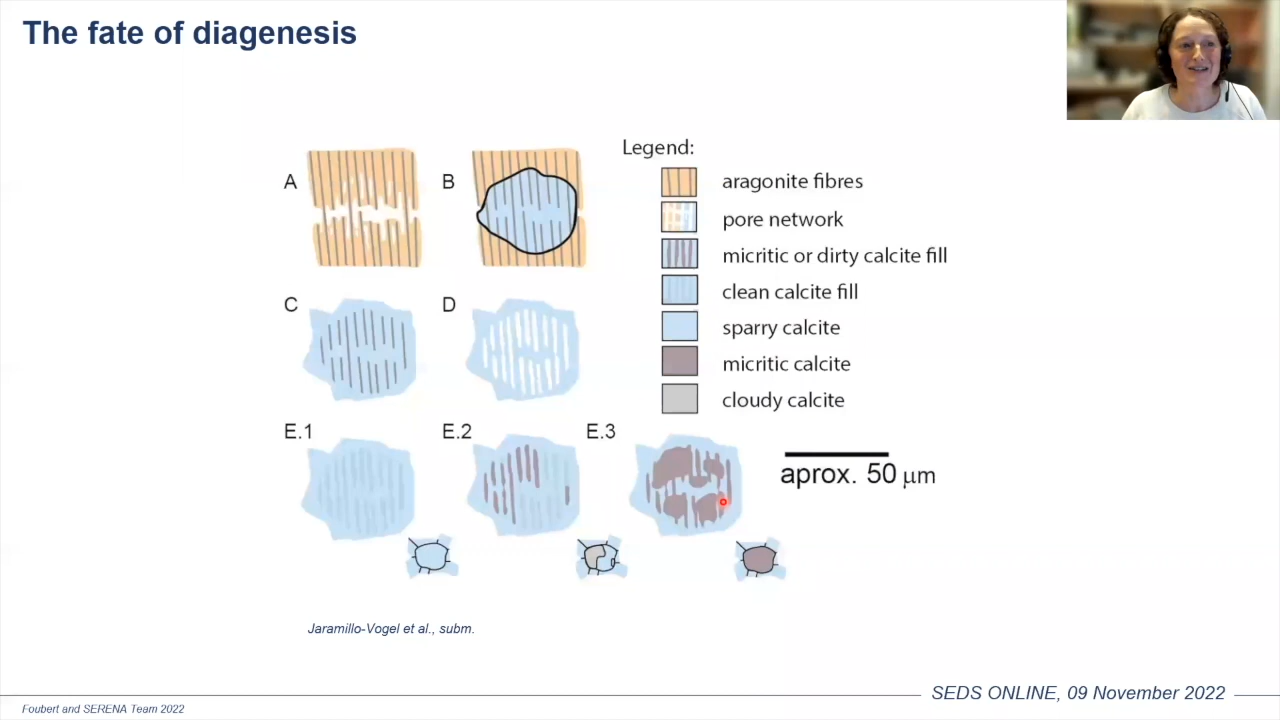 The fate of diagenesis
A
B
Legend:
aragonite fibres
pore network
micritic or dirty calcite fill
clean calcite fill
sparry calcite
micritic calcite
cloudy calcite
C
D
E.1
E.2
E.3
aprox. 50 μm
Jaramillo-Vogel et al., subm.
SEDS ONLINE, 09 November 2022
Foubert and SERENA Team 2022